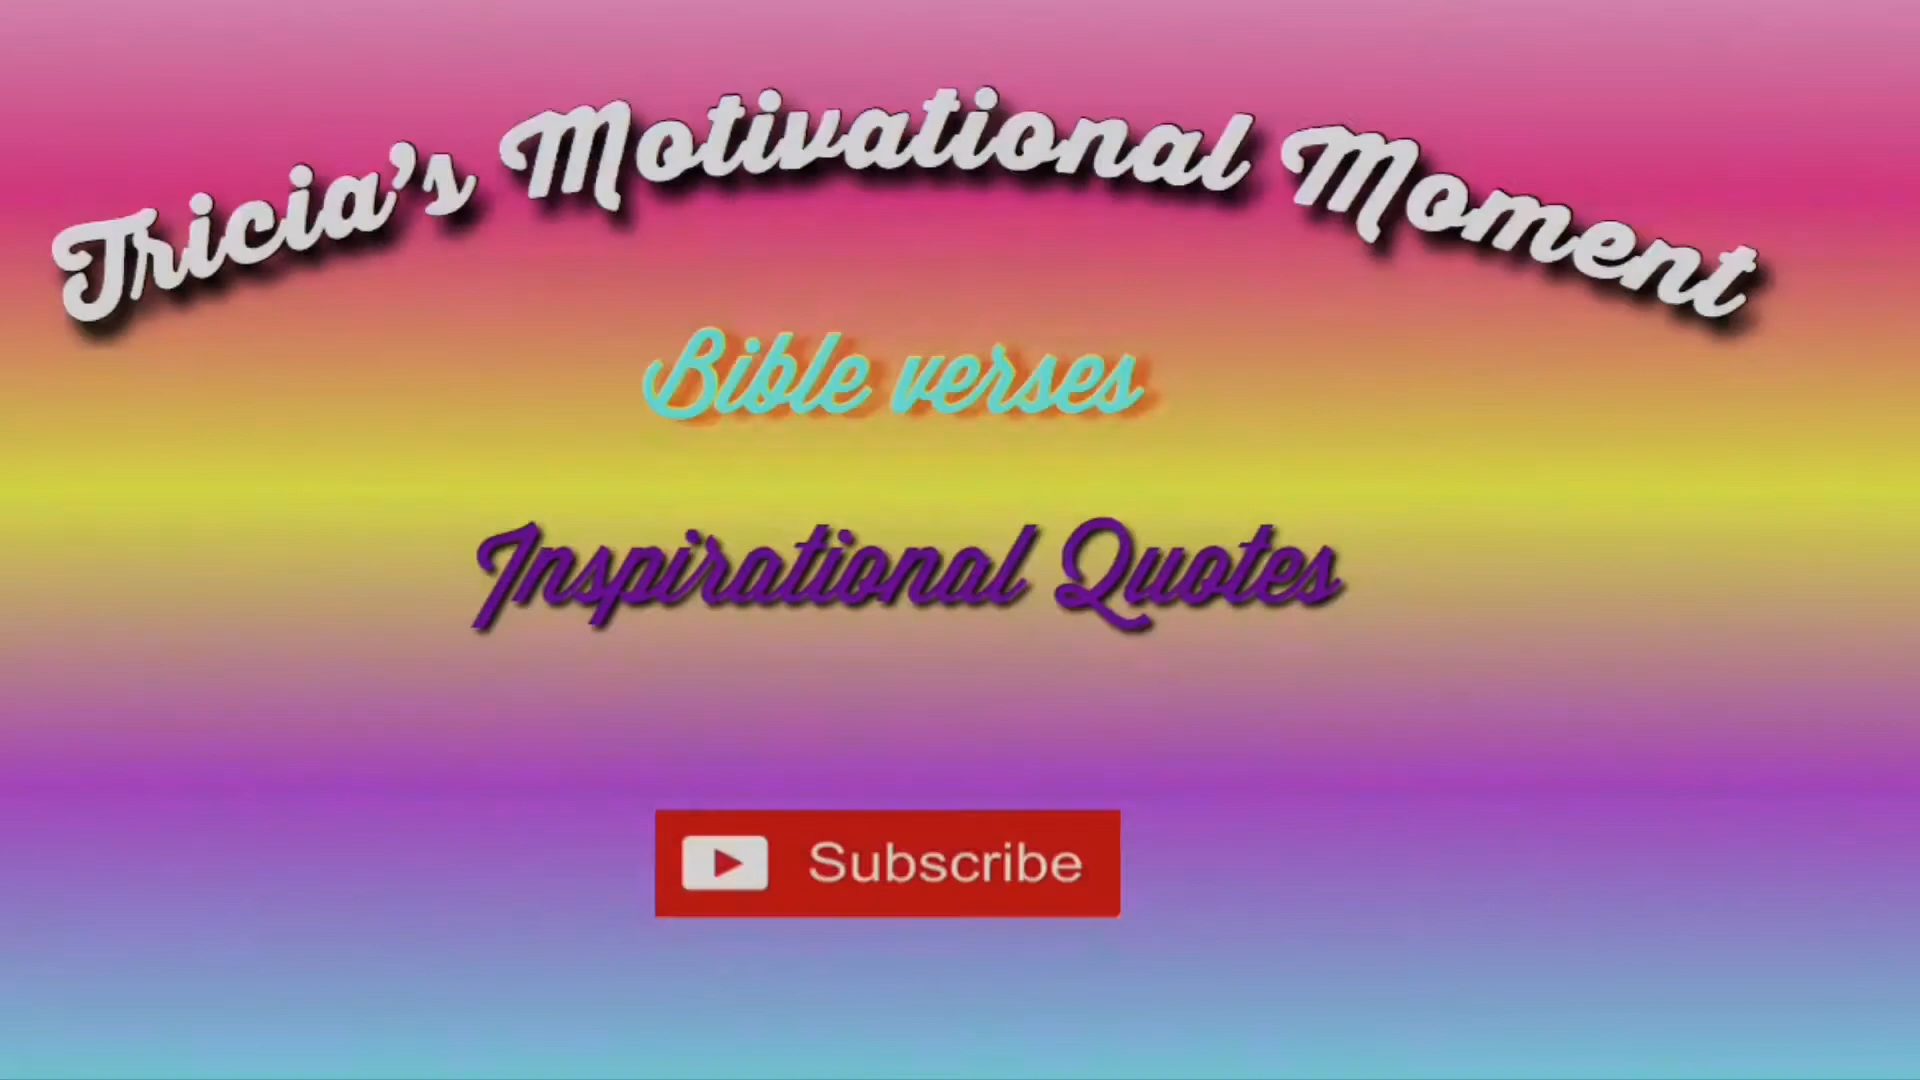 Tricia's Motivational Moment
Bible verses
Inspirational Quotes
Subscribe